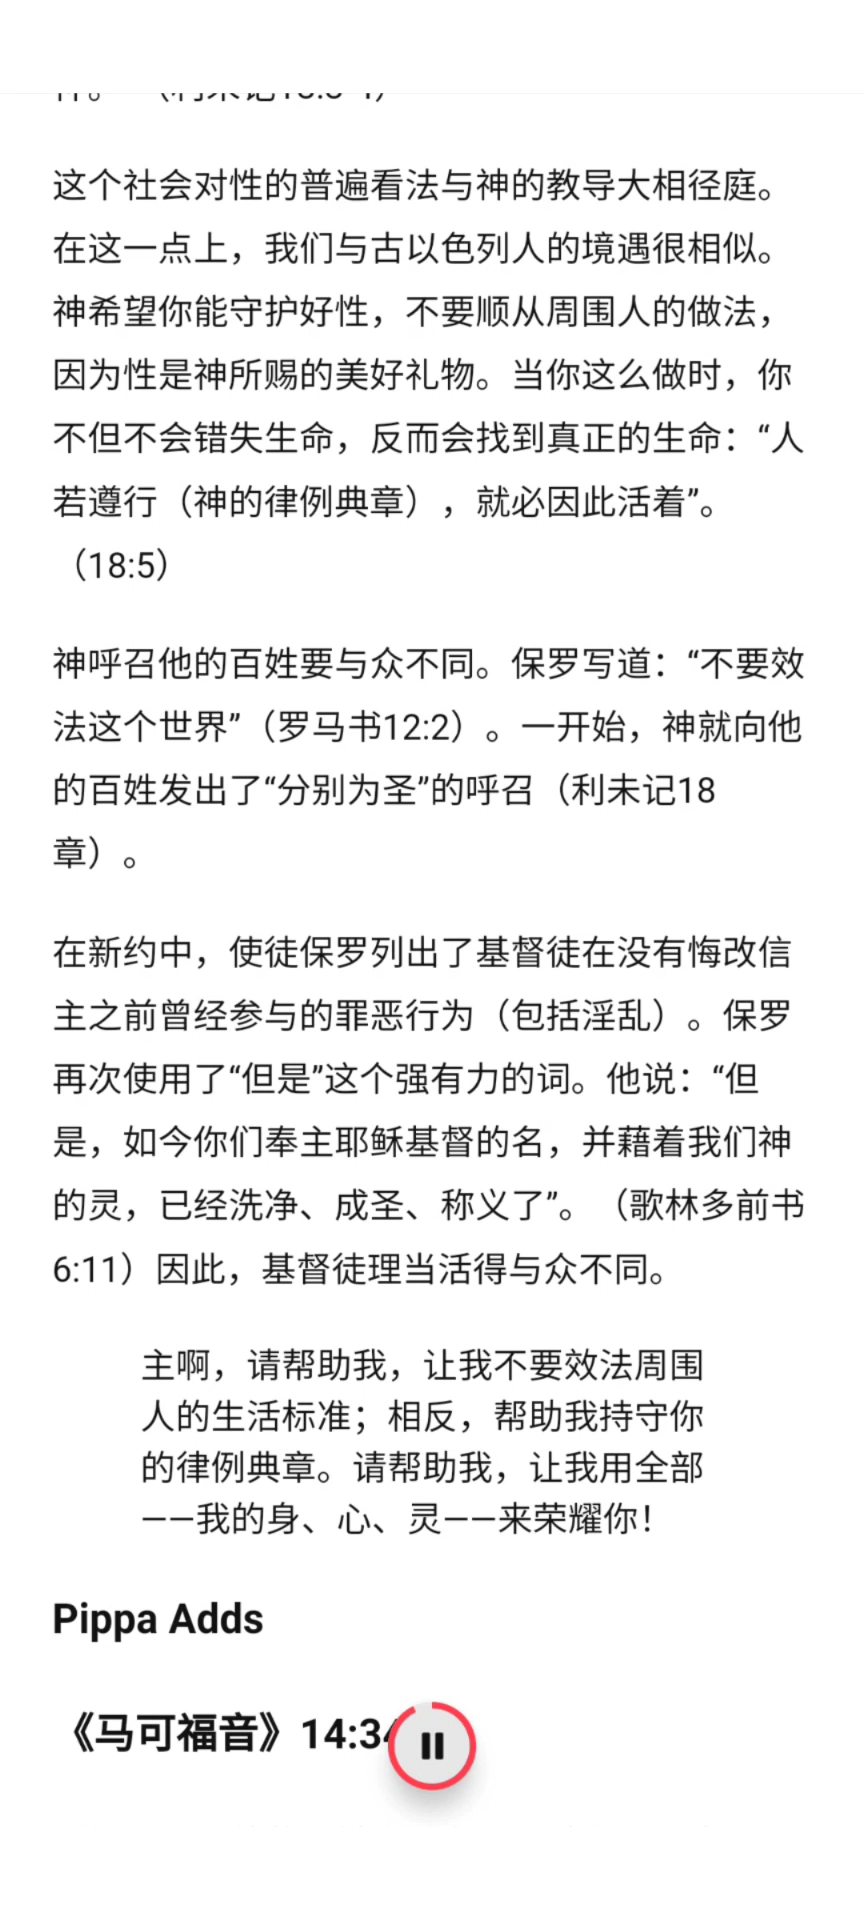 这个社会对性的普遍看法与神的教导大相径庭。
在这一点上，我们与古以色列人的境遇很相似。
神希望你能守护好性，不要顺从周围人的做法，
因为性是神所赐的美好礼物。当你这么做时，你
不但不会错失生命，反而会找到真正的生命：“人
若遵行（神的律例典章），就必因此活着”。
（18:5）
神呼召他的百姓要与众不同。保罗写道：“不要效
法这个世界”（罗马书12:2）。一开始，神就向他
的百姓发出了“分别为圣”的呼召（利未记18
章）。
在新约中，使徒保罗列出了基督徒在没有悔改信
主之前曾经参与的罪恶行为（包括淫乱）。保罗
再次使用了“但是”这个强有力的词。他说：“但
是，如今你们奉主耶稣基督的名，并藉着我们神
的灵，已经洗净、成圣、称义了”。（歌林多前书
6:11）因此，基督徒理当活得与众不同。
主啊，请帮助我，让我不要效法周围
人的生活标准；相反，帮助我持守你
的律例典章。请帮助我，让我用全部
——我的身、心、灵——来荣耀你！
Pippa Adds
《马可福音》14:34